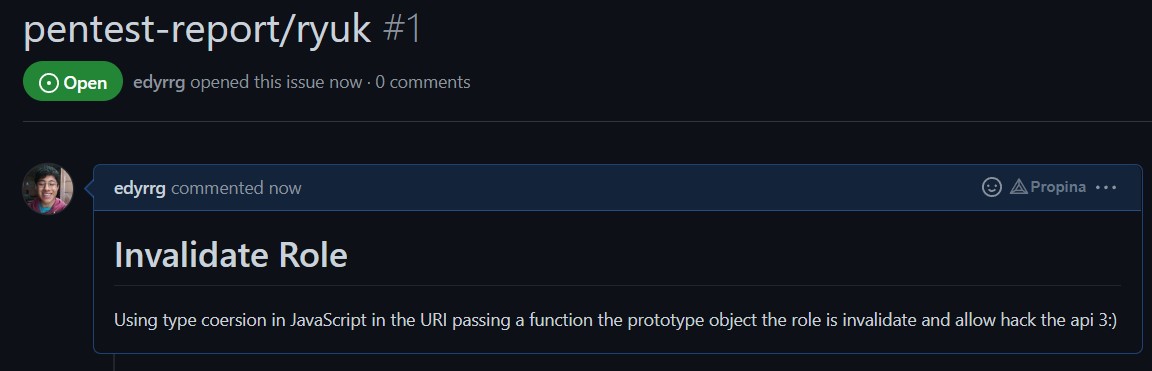 pentest-report/ryuk #1
Open edyrrg opened this issue now · 0 comments
edyrrg commented now Propina
Invalidate Role
Using type coersion in JavaScript in the URI passing a function the prototype object the role is invalidate and allow hack the api 3:)